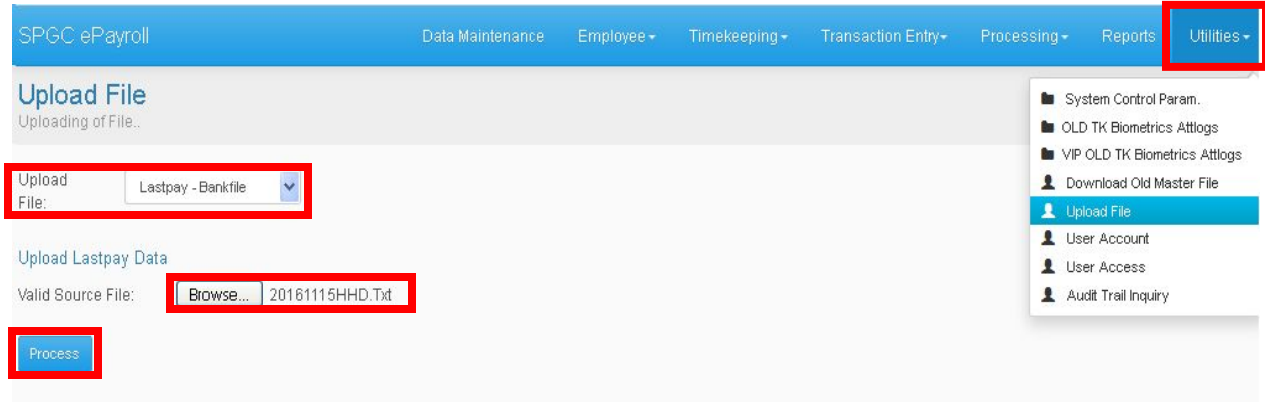 SPGC ePayroll Data Maintenance Employee Timekeeping Transaction Entry Processing Reports Utilities
Upload File
Uploading of File..
System Control Param.
OLD TK Biometrics Attlogs
VIP OLD TK Biometrics Attlogs
Download Old Master File
Upload File
User Account
User Access
Audit Trail Inquiry
Upload
File:
Lastpay - Bankfile
Upload Lastpay Data
Valid Source File: Browse... 20161115HHD.Txt
Process